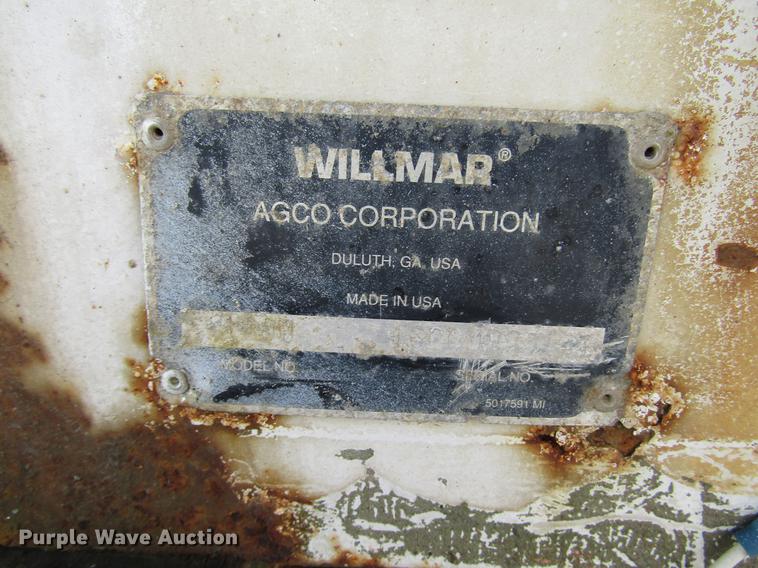 WILLMAR®
AGCO CORPORATION
DULUTH, GA, USA
MADE IN USA
MODEL NO.
SERIAL NO.
5017591 MI
Purple Wave Auction